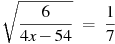 √(6/(4x − 54)) = 1/7